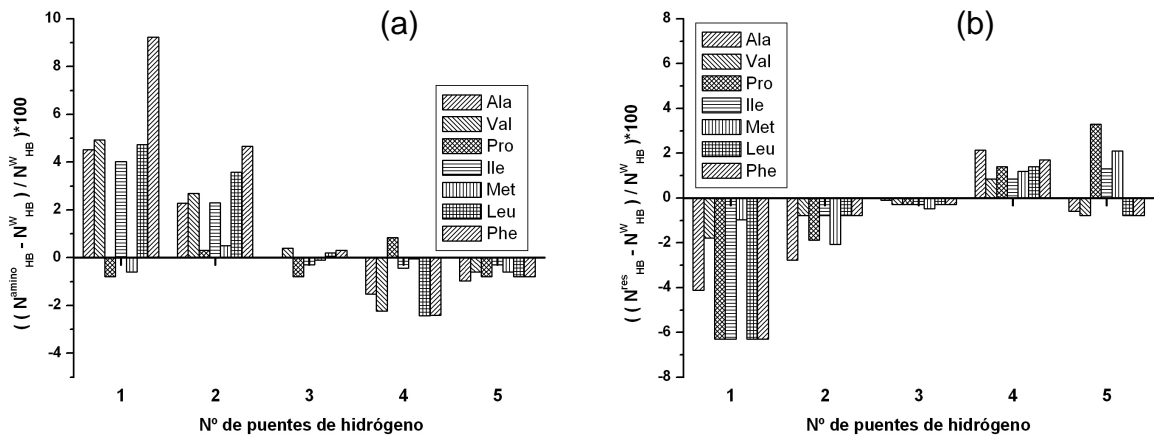 (a)
10
8
6
4
2
0
-2
-4
(( N^amino_HB - N^W_HB ) / N^W_HB )*100
Ala
Val
Pro
Ile
Met
Leu
Phe
1 2 3 4 5
Nº de puentes de hidrógeno
(b)
8
6
4
2
0
-2
-4
-6
-8
(( N^res_HB - N^W_HB ) / N^W_HB )*100
Ala
Val
Pro
Ile
Met
Leu
Phe
1 2 3 4 5
Nº de puentes de hidrógeno